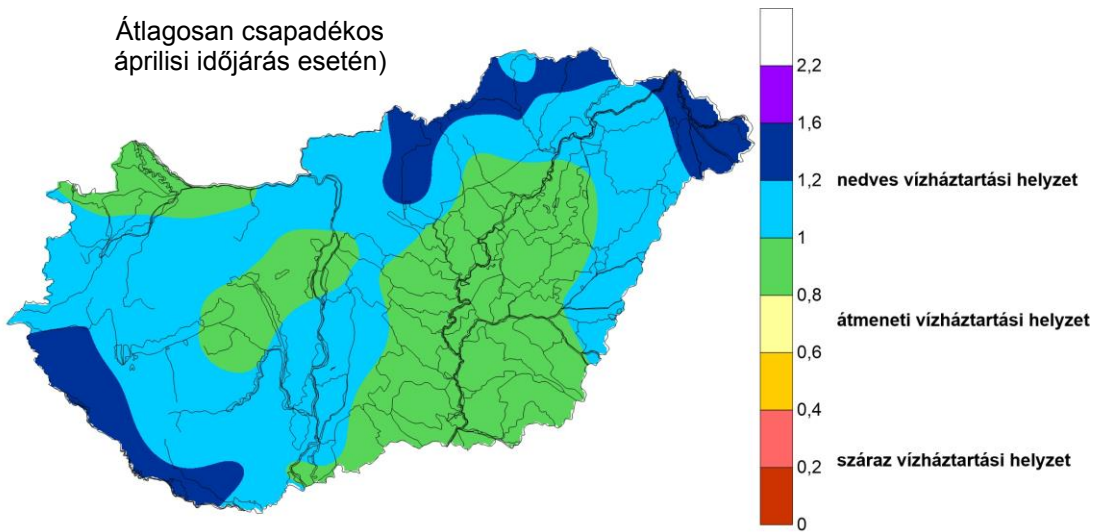 Átlagosan csapadékos
áprilisi időjárás esetén)
2,2
1,6
1,2
nedves vízháztartási helyzet
1
0,8
átmeneti vízháztartási helyzet
0,6
0,4
száraz vízháztartási helyzet
0,2
0